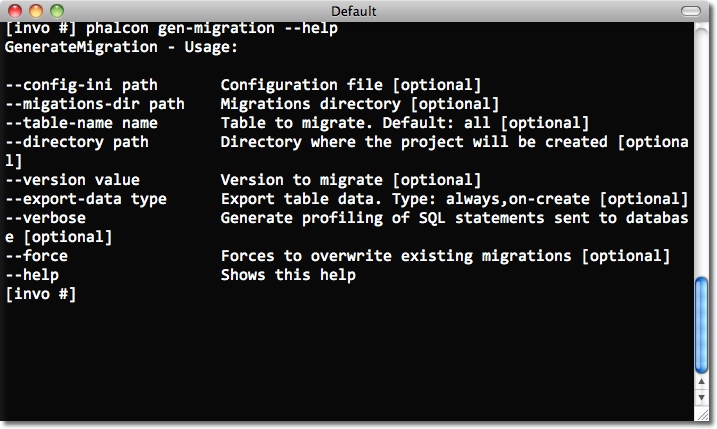 Default
[invo #] phalcon gen-migration --help
GenerateMigration - Usage:
--config-ini path Configuration file [optional]
--migations-dir path Migrations directory [optional]
--table-name name Table to migrate. Default: all [optional]
--directory path Directory where the project will be created [optiona
l]
--version value Version to migrate [optional]
--export-data type Export table data. Type: always,on-create [optional]
--verbose Generate profiling of SQL statements sent to databas
e [optional]
--force Forces to overwrite existing migrations [optional]
--help Shows this help
[invo #]